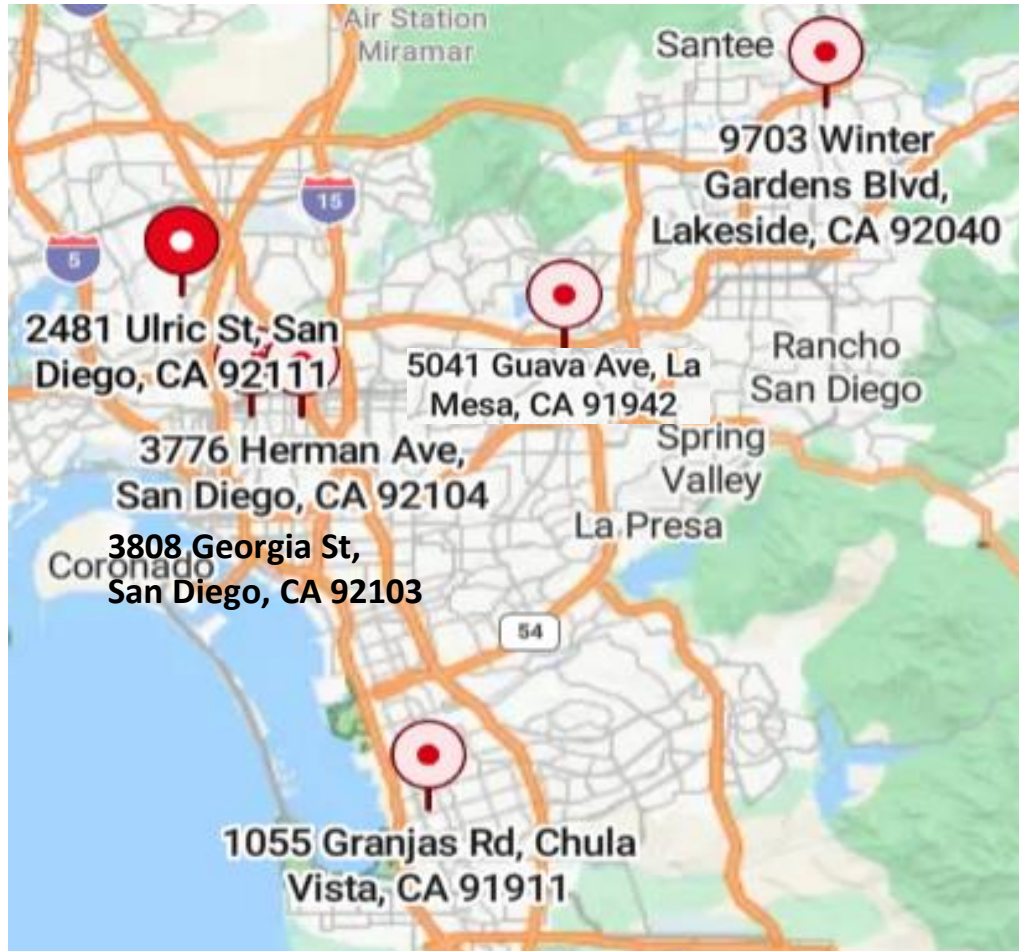 Air Station
Miramar
Santee
9703 Winter
Gardens Blvd,
Lakeside, CA 92040
15
5
2481 Ulric St, San
Diego, CA 92111
5041 Guava Ave, La
Mesa, CA 91942
Rancho
San Diego
3776 Herman Ave,
San Diego, CA 92104
Spring
Valley
La Presa
3808 Georgia St,
San Diego, CA 92103
Coronado
54
1055 Granjas Rd, Chula
Vista, CA 91911